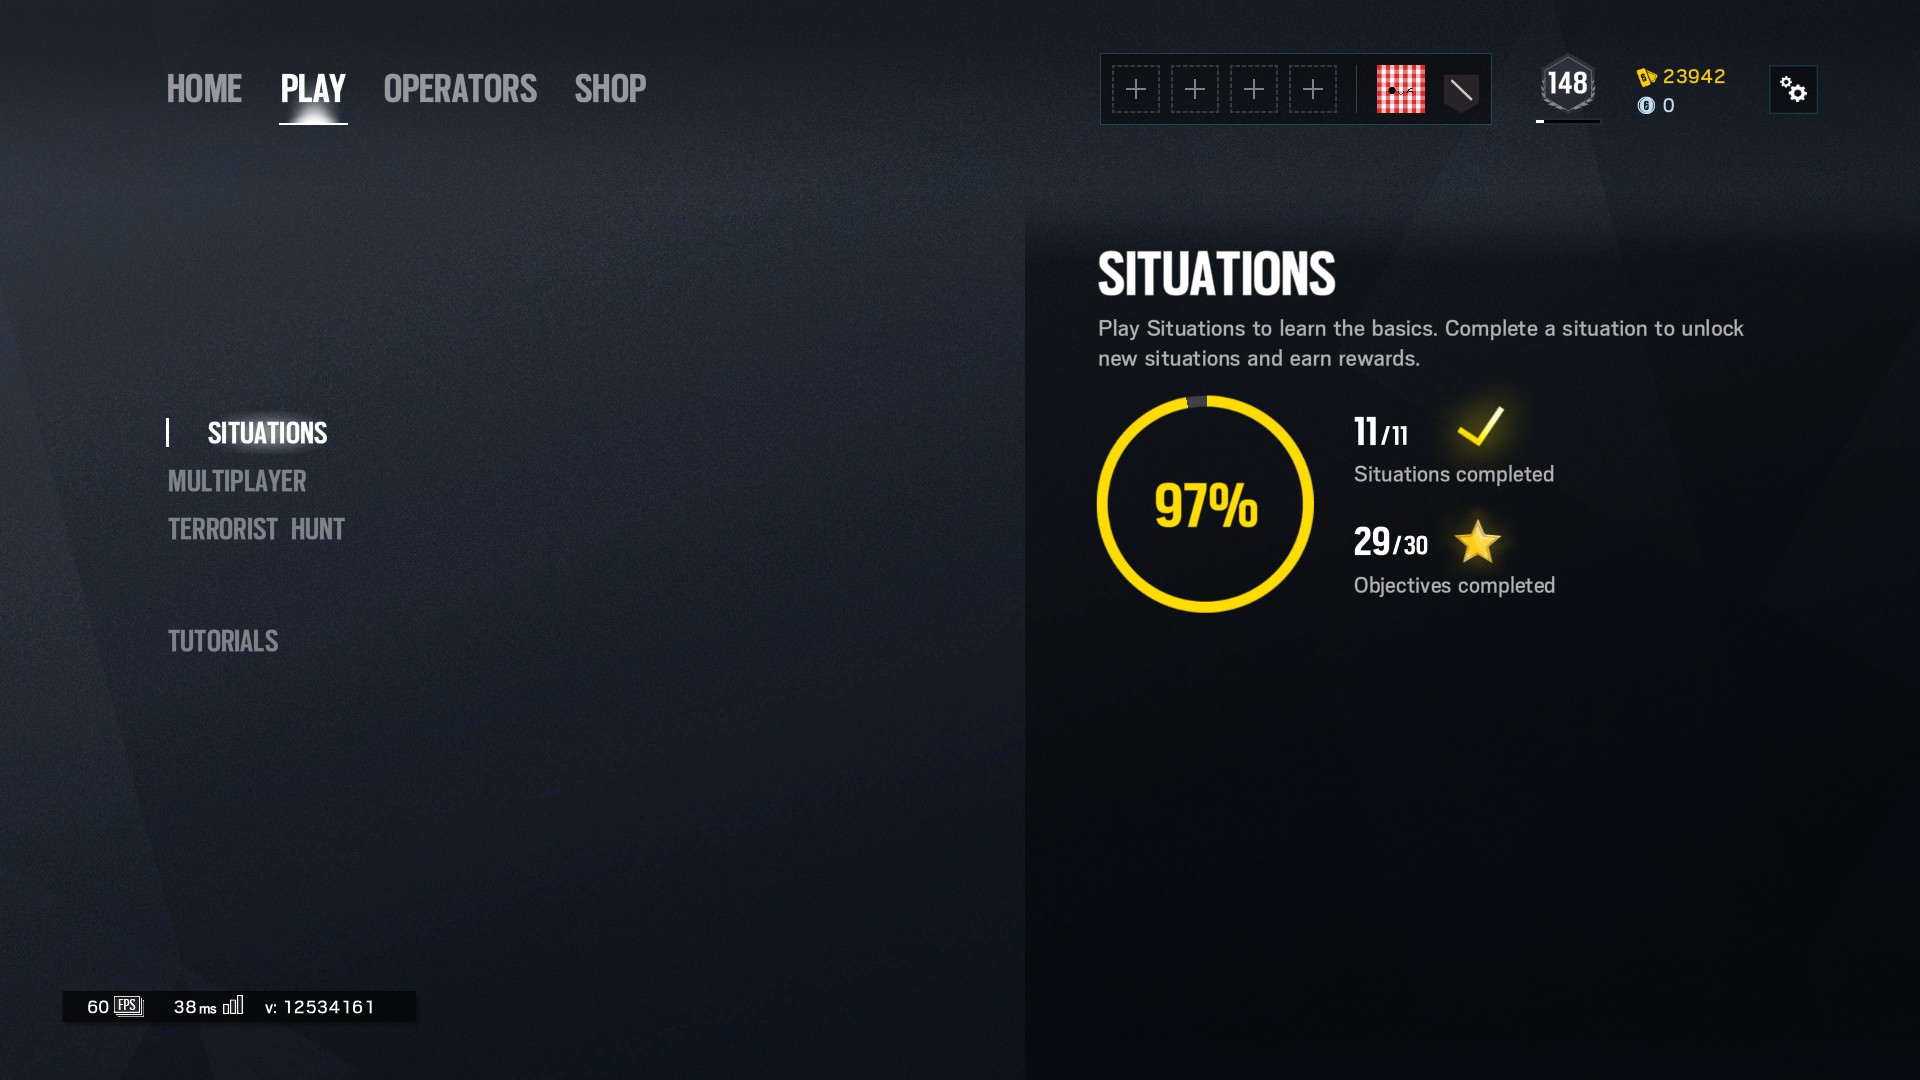 HOME PLAY OPERATORS SHOP
148
23942
0
SITUATIONS
Play Situations to learn the basics. Complete a situation to unlock
new situations and earn rewards.
SITUATIONS
MULTIPLAYER
TERRORIST HUNT
TUTORIALS
97%
11/11
Situations completed
29/30
Objectives completed
60 FPS 38 ms v: 12534161